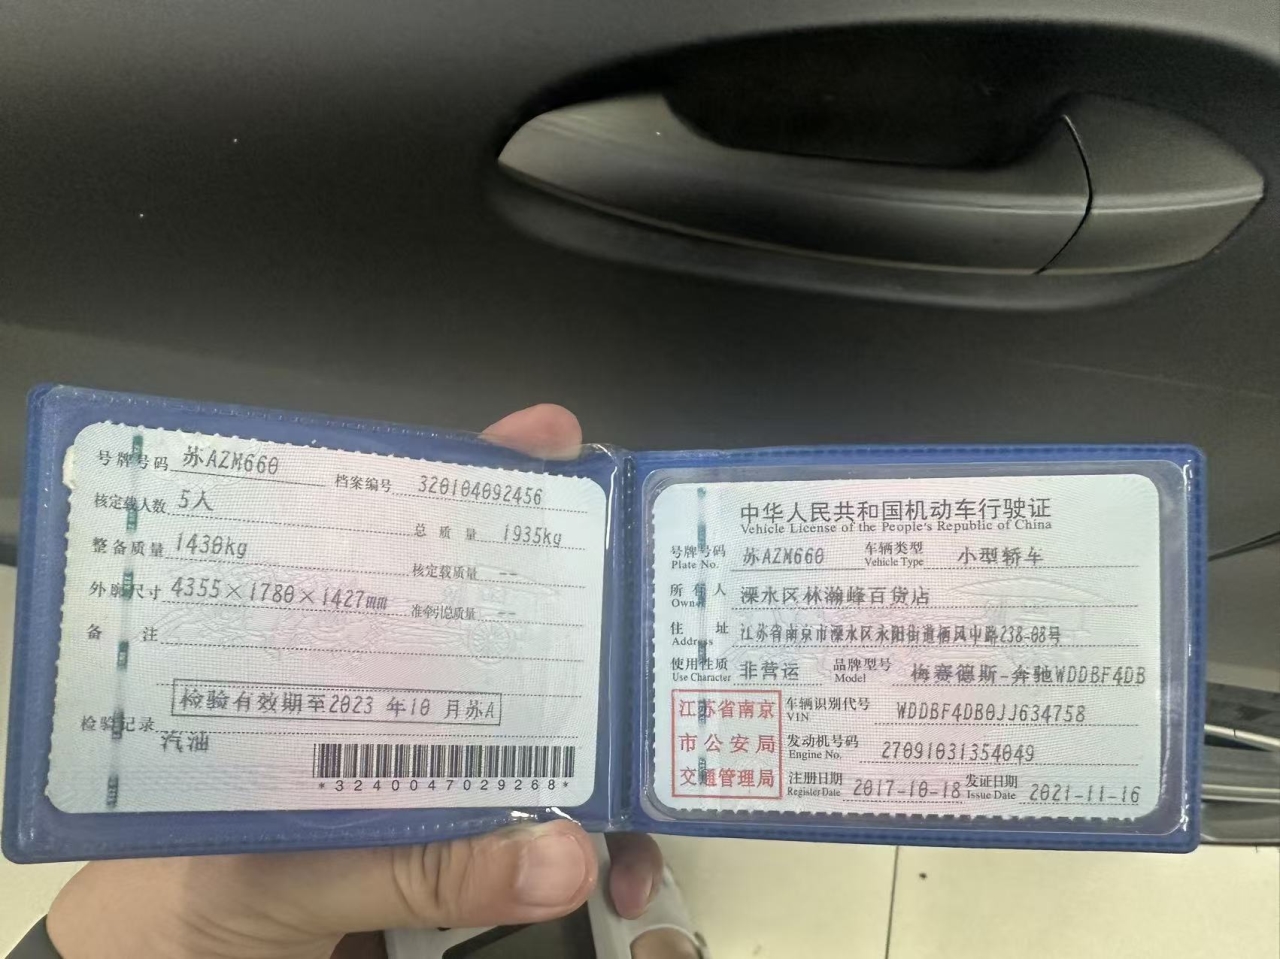 号牌号码 苏AZM660 档案编号 320104092456
核定载人数 5人 总质量 1935kg
整备质量 1430kg 核定载质量 --
外廓尺寸 4355×1780×1427mm 准牵引总质量 --
备注
检验有效期至2023年10月苏A
检验记录
汽油
*3240047029268*
中华人民共和国机动车行驶证
Vehicle License of the People's Republic of China
号牌号码 苏AZM660 车辆类型 小型轿车
Plate No. Vehicle Type
所有人 溧水区林瀚峰百货店
Owner
住址 江苏省南京市溧水区永阳街道栖凤中路238-08号
Address
使用性质 非营运 品牌型号 梅赛德斯-奔驰WDDBF4DB
Use Character Model
江苏省南京
市公安局
交通管理局
车辆识别代号 WDDBF4DB0JJ634758
VIN
发动机号码 27091031354049
Engine No.
注册日期 2017-10-18 发证日期 2021-11-16
Register Date Issue Date